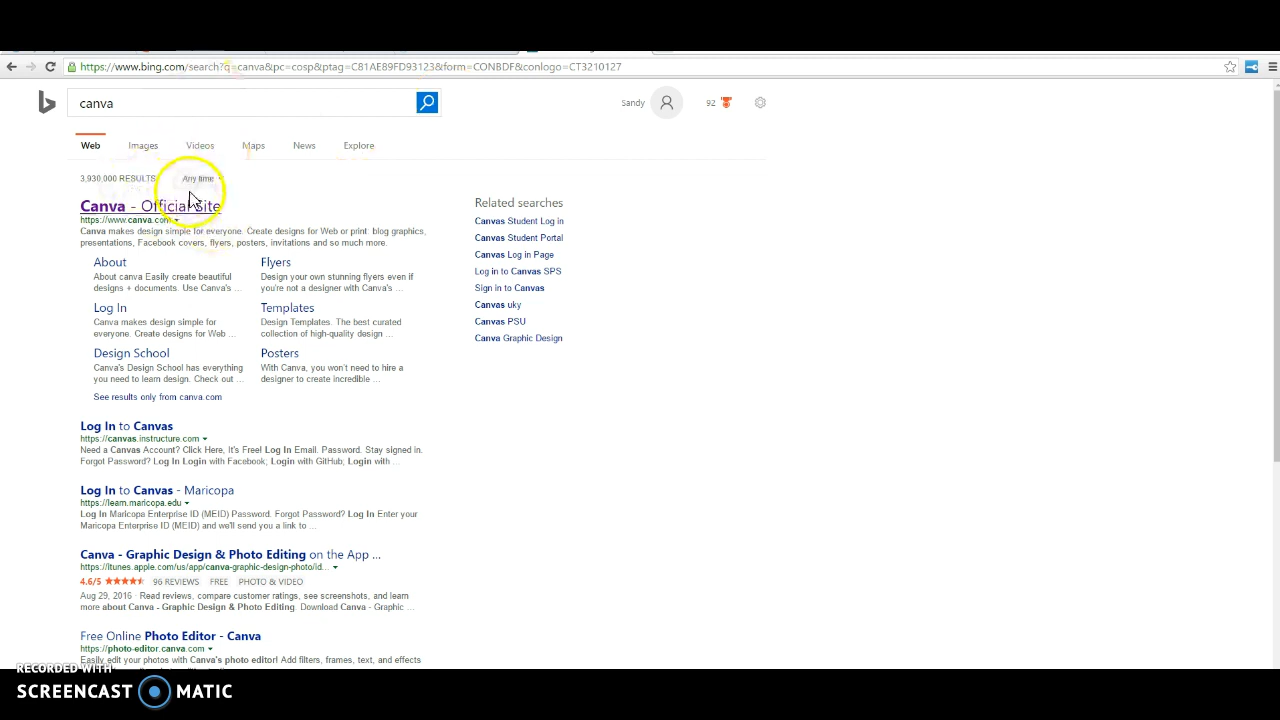 https://www.bing.com/search?q=canva&pc=cosp&ptag=C81AE89FD93123&form=CONBDF&conlogo=CT3210127
canva
Sandy
92
Web Images Videos Maps News Explore
3,930,000 RESULTS Any time
Canva - Official Site
https://www.canva.com
Canva makes design simple for everyone. Create designs for Web or print: blog graphics,
presentations, Facebook covers, flyers, posters, invitations and so much more.
About
About canva Easily create beautiful
designs + documents. Use Canva's ...
Flyers
Design your own stunning flyers even if
you're not a designer with Canva's ...
Log In
Canva makes design simple for
everyone. Create designs for Web ...
Templates
Design Templates. The best curated
collection of high-quality design ...
Design School
Canva's Design School has everything
you need to learn design. Check out ...
Posters
With Canva, you won't need to hire a
designer to create incredible ...
See results only from canva.com
Log In to Canvas
https://canvas.instructure.com
Need a Canvas Account? Click Here, It's Free! Log In Email. Password. Stay signed in.
Forgot Password? Log In Login with Facebook; Login with GitHub; Login with ...
Log In to Canvas - Maricopa
https://learn.maricopa.edu
Log In Maricopa Enterprise ID (MEID) Password. Forgot Password? Log In Enter your
Maricopa Enterprise ID (MEID) and we'll send you a link to ...
Canva - Graphic Design & Photo Editing on the App ...
https://itunes.apple.com/us/app/canva-graphic-design-photo/id...
4.6/5 96 REVIEWS FREE PHOTO & VIDEO
Aug 29, 2016 · Read reviews, compare customer ratings, see screenshots, and learn
more about Canva - Graphic Design & Photo Editing. Download Canva - Graphic ...
Free Online Photo Editor - Canva
https://photo-editor.canva.com
Easily edit your photos with Canva's photo editor! Add filters, frames, text, and effects
Related searches
Canvas Student Log in
Canvas Student Portal
Canvas Log in Page
Log in to Canvas SPS
Sign in to Canvas
Canvas uky
Canvas PSU
Canva Graphic Design
RECORDED WITH
SCREENCAST MATIC